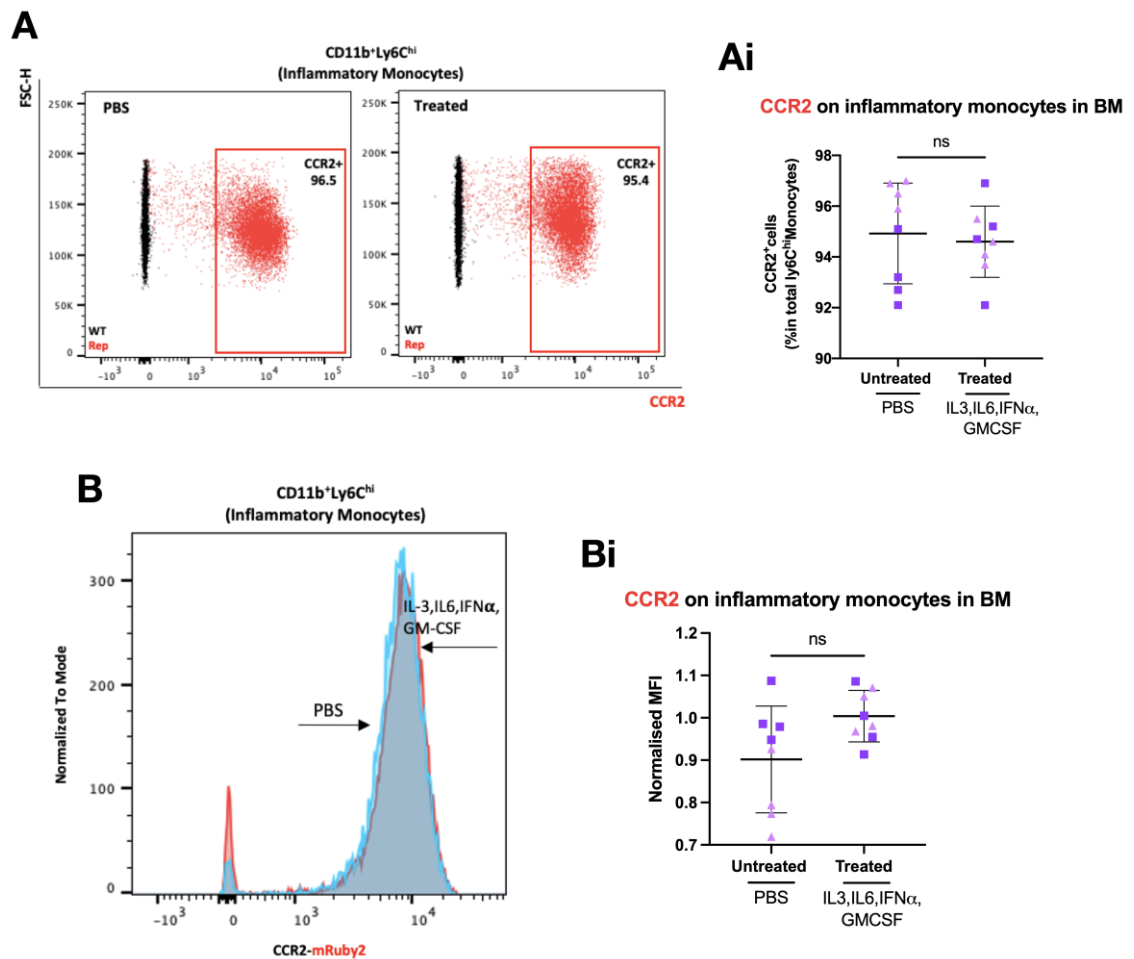 A
CD11b⁺Ly6Cʰⁱ
(Inflammatory Monocytes)
FSC-H
250K
200K
150K
100K
50K
0
PBS
CCR2+
96.5
WT
Rep
-10³ 0 10³ 10⁴ 10⁵
250K
200K
150K
100K
50K
0
Treated
CCR2+
95.4
WT
Rep
-10³ 0 10³ 10⁴ 10⁵
CCR2
Ai
CCR2 on inflammatory monocytes in BM
CCR2⁺cells
(%in total ly6CʰⁱMonocytes)
98
96
94
92
90
ns
Untreated Treated
PBS IL3,IL6,IFNα,
GMCSF
B
CD11b⁺Ly6Cʰⁱ
(Inflammatory Monocytes)
Normalized To Mode
300
200
100
0
IL-3,IL6,IFNα,
GM-CSF
PBS
-10³ 0 10³ 10⁴
CCR2-mRuby2
Bi
CCR2 on inflammatory monocytes in BM
Normalised MFI
1.2
1.1
1.0
0.9
0.8
0.7
ns
Untreated Treated
PBS IL3,IL6,IFNα,
GMCSF